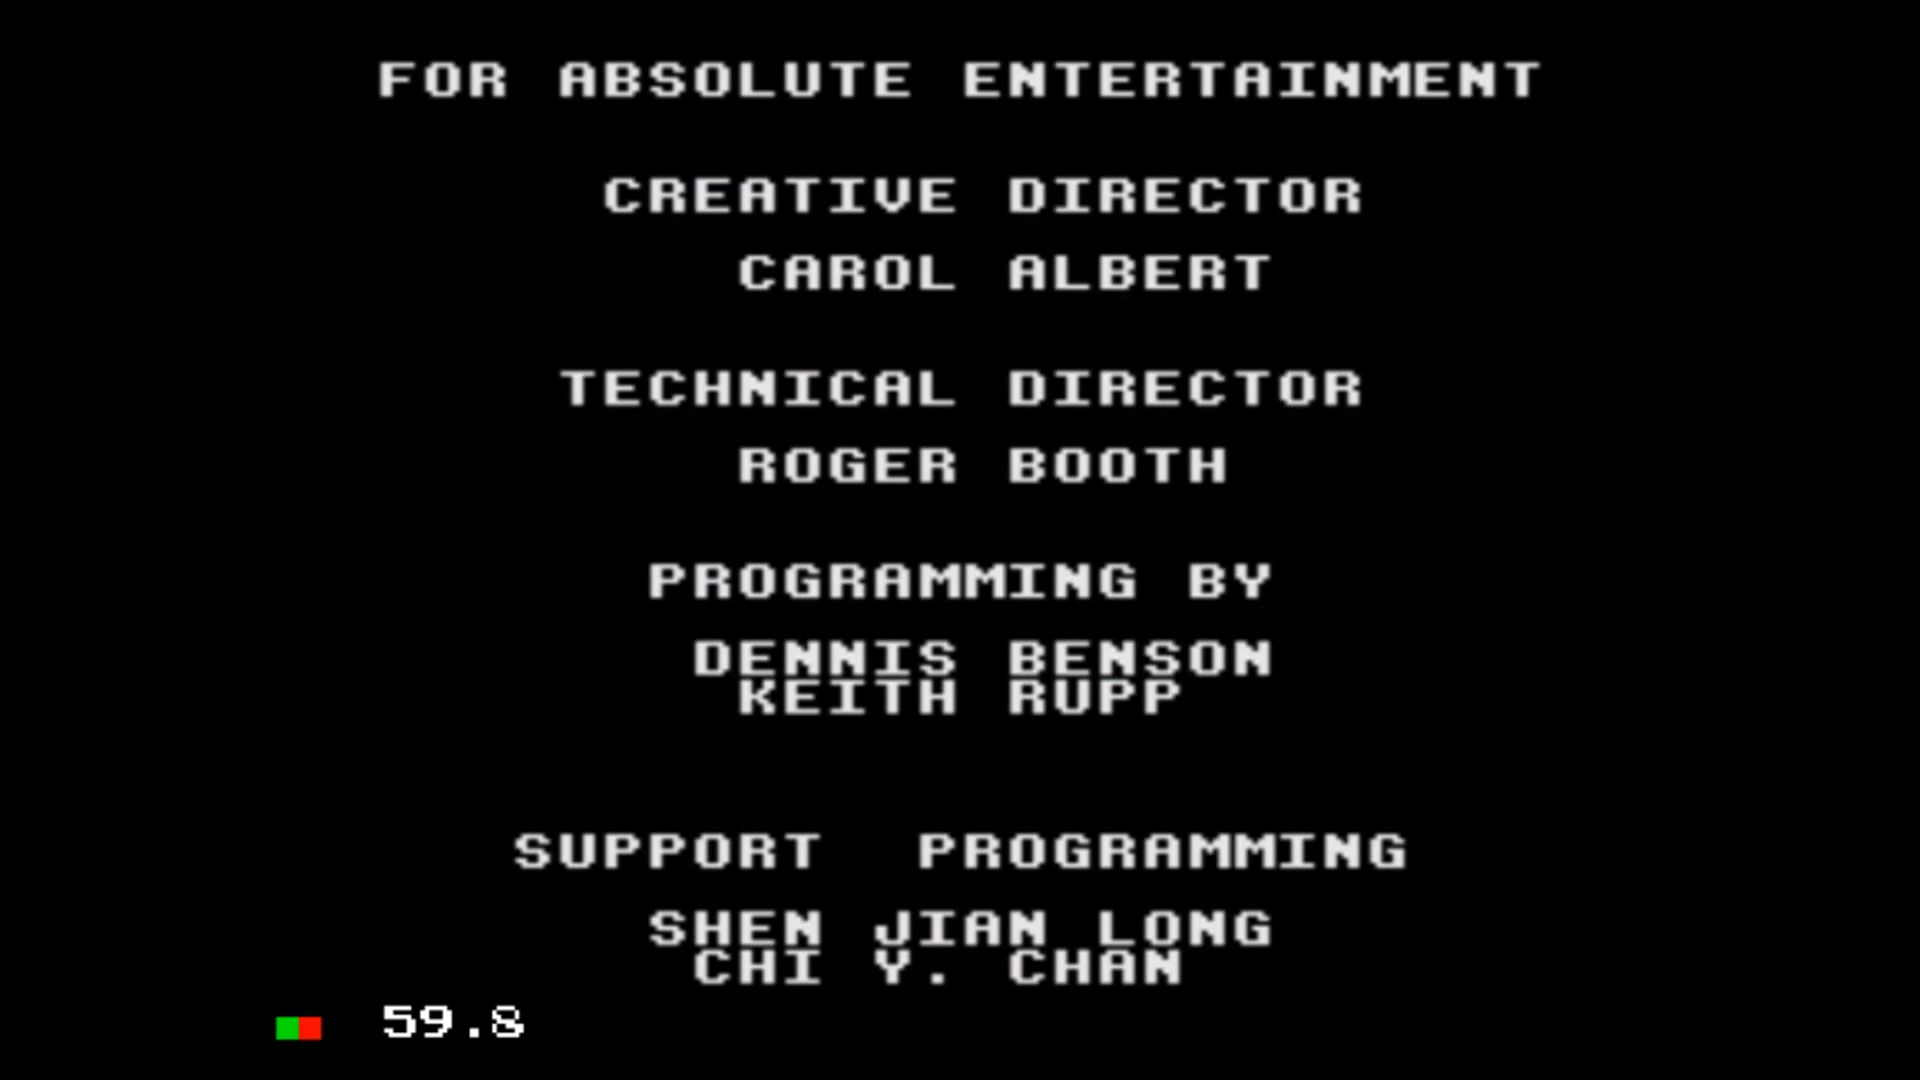 FOR ABSOLUTE ENTERTAINMENT
CREATIVE DIRECTOR
CAROL ALBERT
TECHNICAL DIRECTOR
ROGER BOOTH
PROGRAMMING BY
DENNIS BENSON
KEITH RUPP
SUPPORT PROGRAMMING
SHEN JIAN LONG
CHI Y. CHAN
59.8